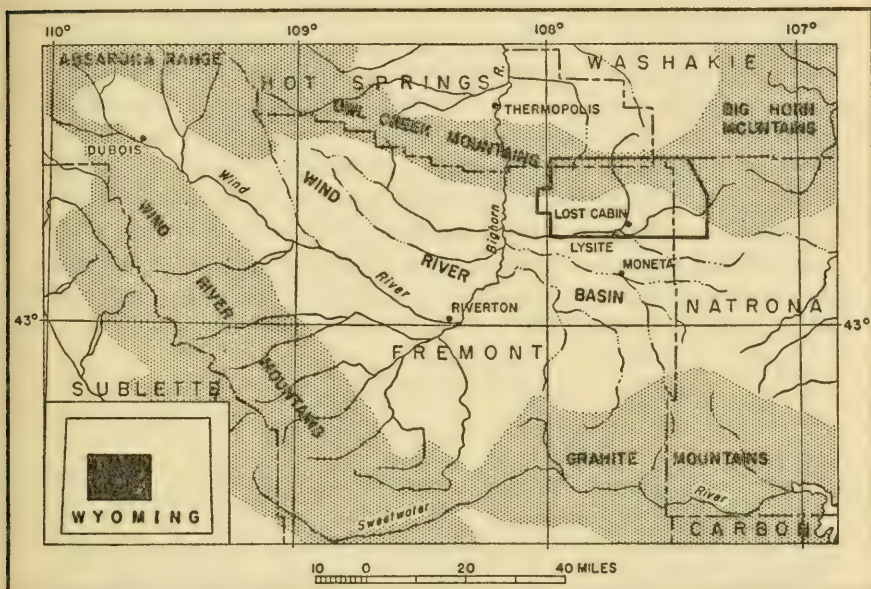 110° 109° 108° 107°
ABSAROKA RANGE
HOT SPRINGS
R.
WASHAKIE
THERMOPOLIS
OWL CREEK MOUNTAINS
BIG HORN
MOUNTAINS
DUBOIS
Wind
WIND
LOST CABIN
Bighorn
LYSITE
WIND
RIVER
MONETA
River
RIVER
BASIN
NATRONA
RIVERTON
43° 43°
FREMONT
SUBLETTE
MOUNTAINS
GRANITE MOUNTAINS
WYOMING
Sweetwater
River
CARBON
10 0 20 40 MILES